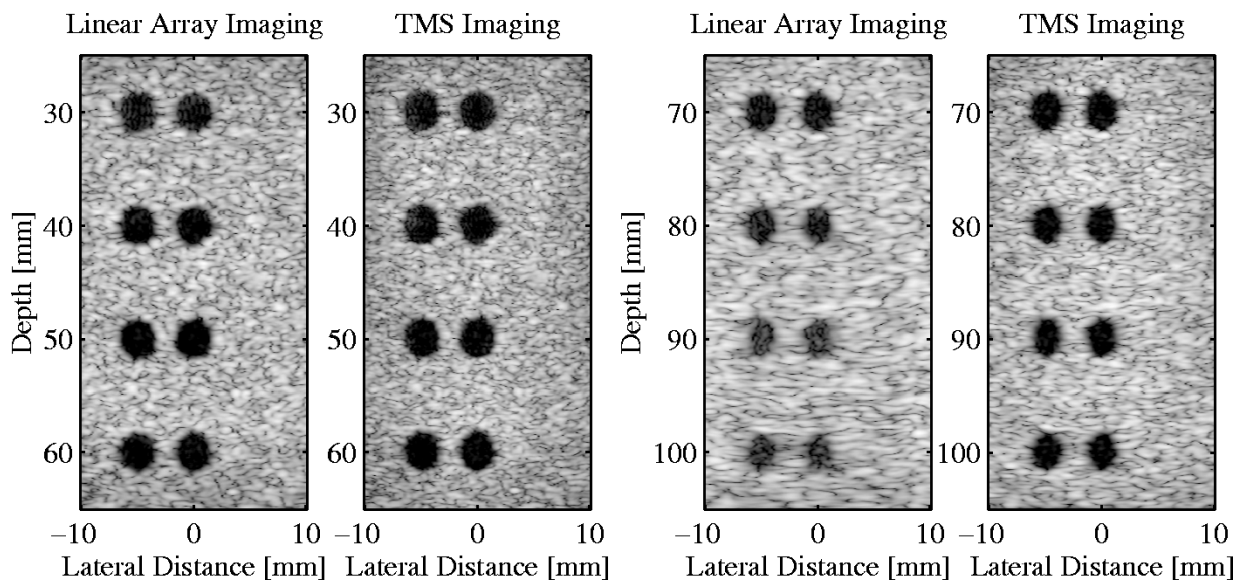 Linear Array Imaging
TMS Imaging
Linear Array Imaging
TMS Imaging
30
40
50
60
Depth [mm]
30
40
50
60
70
80
90
100
Depth [mm]
70
80
90
100
−10 0 10
−10 0 10
−10 0 10
−10 0 10
Lateral Distance [mm]
Lateral Distance [mm]
Lateral Distance [mm]
Lateral Distance [mm]